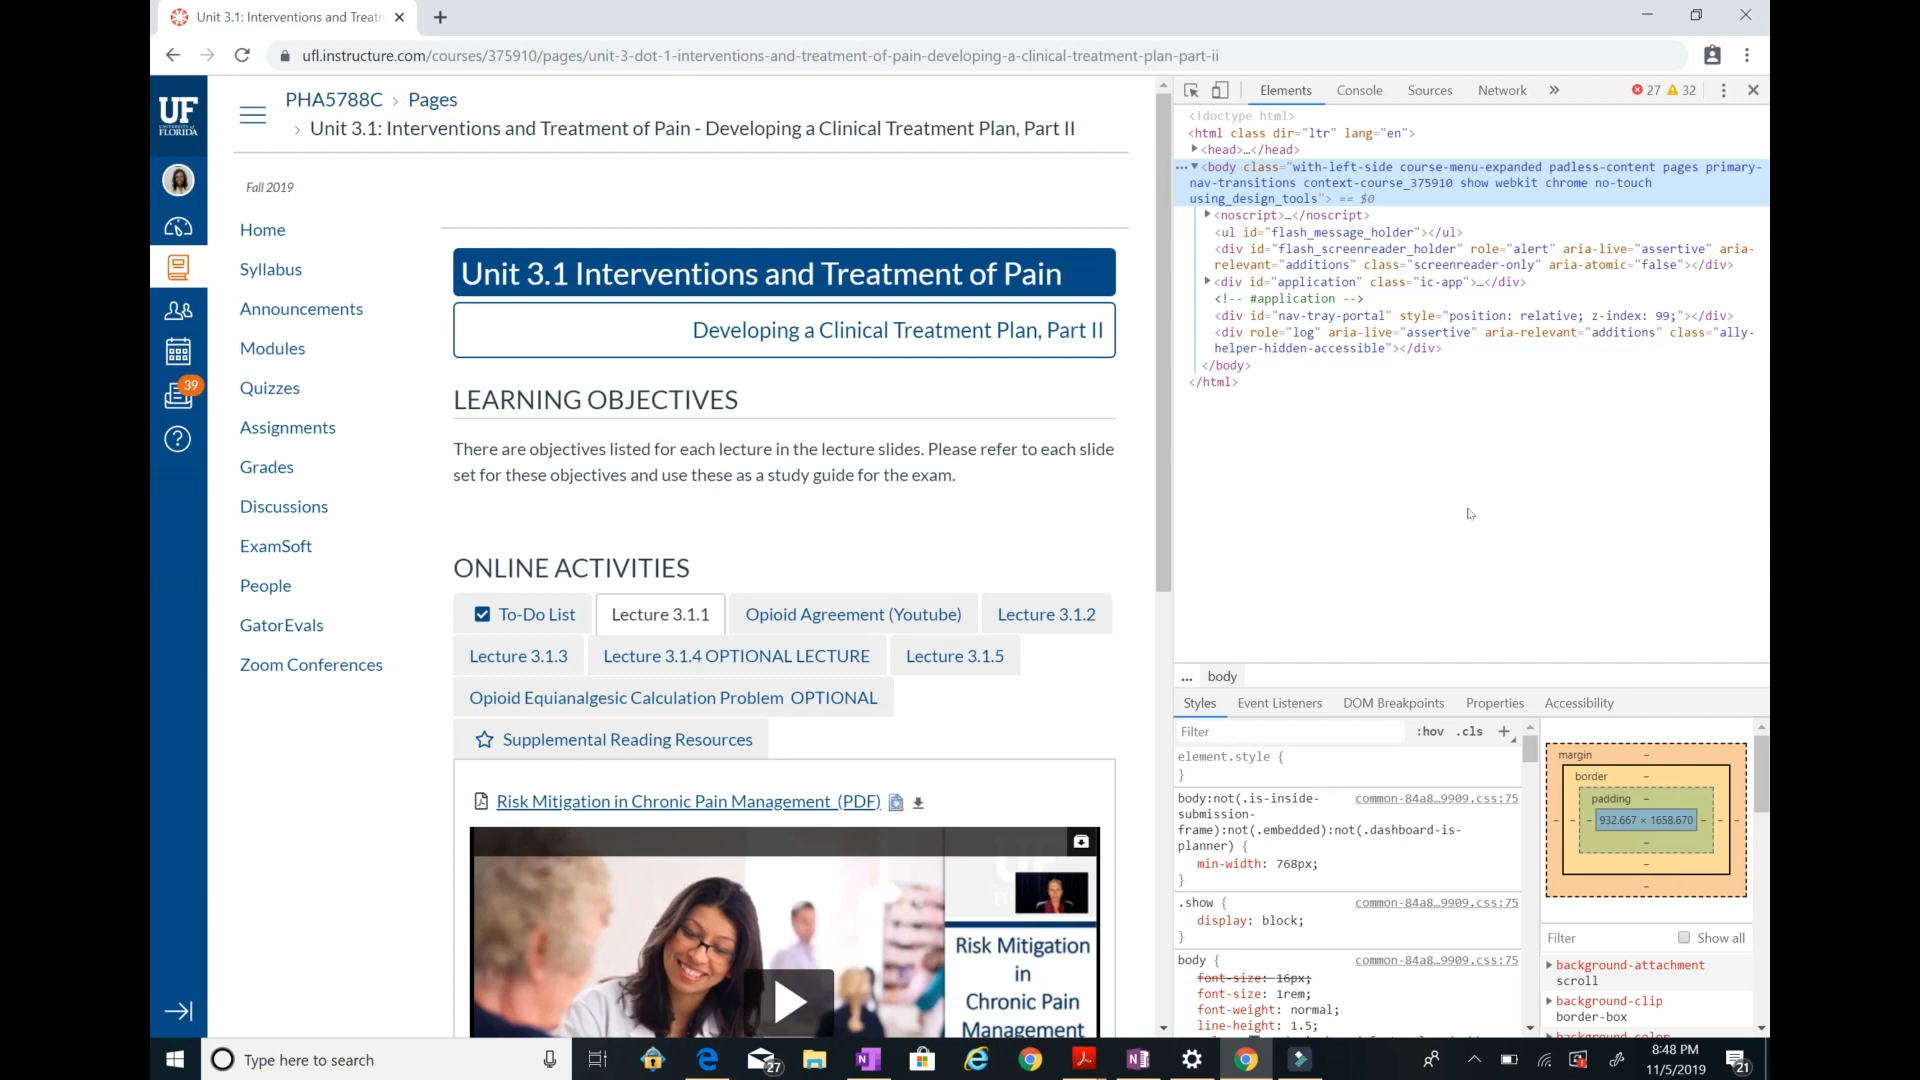 Unit 3.1: Interventions and Treatn
ufl.instructure.com/courses/375910/pages/unit-3-dot-1-interventions-and-treatment-of-pain-developing-a-clinical-treatment-plan-part-ii
UF
UNIVERSITY of
FLORIDA
39
PHA5788C › Pages
› Unit 3.1: Interventions and Treatment of Pain - Developing a Clinical Treatment Plan, Part II
Fall 2019
Home
Syllabus
Announcements
Modules
Quizzes
Assignments
Grades
Discussions
ExamSoft
People
GatorEvals
Zoom Conferences
Unit 3.1 Interventions and Treatment of Pain
Developing a Clinical Treatment Plan, Part II
LEARNING OBJECTIVES
There are objectives listed for each lecture in the lecture slides. Please refer to each slide
set for these objectives and use these as a study guide for the exam.
ONLINE ACTIVITIES
To-Do List
Lecture 3.1.1
Opioid Agreement (Youtube)
Lecture 3.1.2
Lecture 3.1.3
Lecture 3.1.4 OPTIONAL LECTURE
Lecture 3.1.5
Opioid Equianalgesic Calculation Problem OPTIONAL
Supplemental Reading Resources
Risk Mitigation in Chronic Pain Management (PDF)
Risk Mitigation
in
Chronic Pain
Management
Elements Console Sources Network » 27 32
<!doctype html>
<html class dir="ltr" lang="en">
<head>…</head>
<body class="with-left-side course-menu-expanded padless-content pages primary-
nav-transitions context-course_375910 show webkit chrome no-touch
using_design_tools"> == $0
<noscript>…</noscript>
<ul id="flash_message_holder"></ul>
<div id="flash_screenreader_holder" role="alert" aria-live="assertive" aria-
relevant="additions" class="screenreader-only" aria-atomic="false"></div>
<div id="application" class="ic-app">…</div>
<!-- #application -->
<div id="nav-tray-portal" style="position: relative; z-index: 99;"></div>
<div role="log" aria-live="assertive" aria-relevant="additions" class="ally-
helper-hidden-accessible"></div>
</body>
</html>
... body
Styles Event Listeners DOM Breakpoints Properties Accessibility
Filter :hov .cls +
element.style {
}
body:not(.is-inside- common-84a8…9909.css:75
submission-
frame):not(.embedded):not(.dashboard-is-
planner) {
min-width: 768px;
}
.show { common-84a8…9909.css:75
display: block;
}
body { common-84a8…9909.css:75
font-size: 16px;
font-size: 1rem;
font-weight: normal;
line-height: 1.5;
margin –
border –
padding –
932.667 × 1658.670
Filter Show all
background-attachment
scroll
background-clip
border-box
background-color
Type here to search
27
8:48 PM
11/5/2019
21